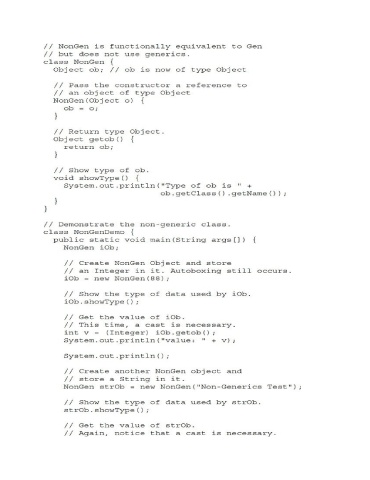 // NonGen is functionally equivalent to Gen
// but does not use generics.
class NonGen {
  Object ob; // ob is now of type Object

  // Pass the constructor a reference to
  // an object of type Object
  NonGen(Object o) {
    ob = o;
  }

  // Return type Object.
  Object getob() {
    return ob;
  }

  // Show type of ob.
  void showType() {
    System.out.println("Type of ob is " +
                       ob.getClass().getName());
  }
}

// Demonstrate the non-generic class.
class NonGenDemo {
  public static void main(String args[]) {
    NonGen iOb;

    // Create NonGen Object and store
    // an Integer in it. Autoboxing still occurs.
    iOb = new NonGen(88);

    // Show the type of data used by iOb.
    iOb.showType();

    // Get the value of iOb.
    // This time, a cast is necessary.
    int v = (Integer) iOb.getob();
    System.out.println("value: " + v);

    System.out.println();

    // Create another NonGen object and
    // store a String in it.
    NonGen strOb = new NonGen("Non-Generics Test");

    // Show the type of data used by strOb.
    strOb.showType();

    // Get the value of strOb.
    // Again, notice that a cast is necessary.